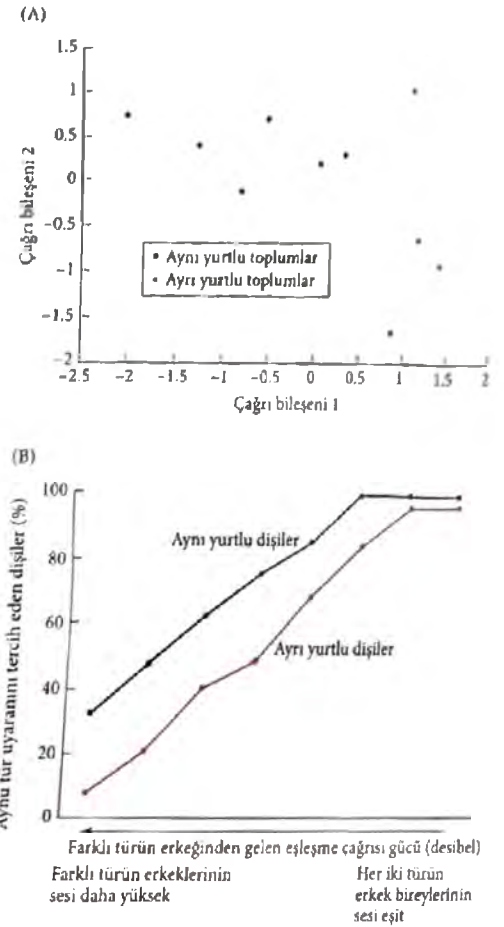 (A)
1.5
1
0.5
0
-0.5
-1
-1.5
-2
Çağrı bileşeni 2
Aynı yurtlu toplumlar
Ayrı yurtlu toplumlar
-2.5 -2 -1.5 -1 -0.5 0 0.5 1 1.5 2
Çağrı bileşeni 1
(B)
100
80
60
40
20
0
Aynı tür uyaranını tercih eden dişiler (%)
Aynı yurtlu dişiler
Ayrı yurtlu dişiler
Farklı türün erkeğinden gelen eşleşme çağrısı gücü (desibel)
Farklı türün erkeklerinin
sesi daha yüksek
Her iki türün
erkek bireylerinin
sesi eşit